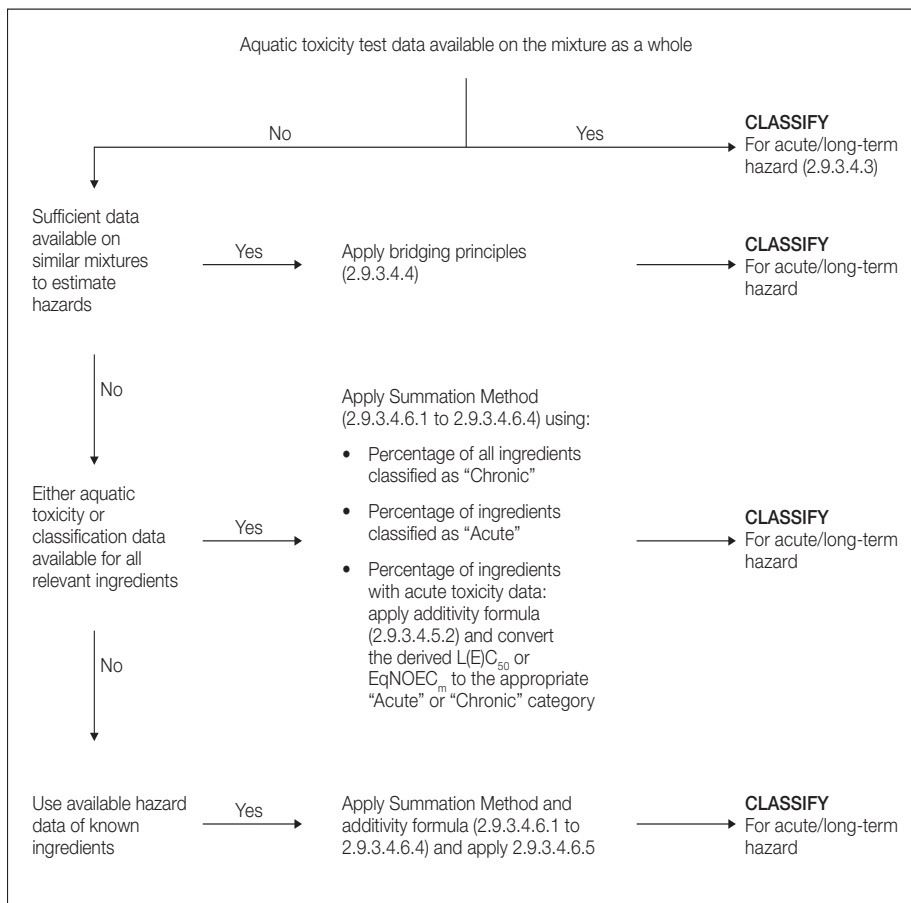 Aquatic toxicity test data available on the mixture as a whole
No
Yes
CLASSIFY
For acute/long-term
hazard (2.9.3.4.3)
Sufficient data
available on
similar mixtures
to estimate
hazards
Yes
Apply bridging principles
(2.9.3.4.4)
CLASSIFY
For acute/long-term
hazard
No
Either aquatic
toxicity or
classification data
available for all
relevant ingredients
Yes
Apply Summation Method
(2.9.3.4.6.1 to 2.9.3.4.6.4) using:
• Percentage of all ingredients
classified as “Chronic”
• Percentage of ingredients
classified as “Acute”
• Percentage of ingredients
with acute toxicity data:
apply additivity formula
(2.9.3.4.5.2) and convert
the derived L(E)C₅₀ or
EqNOECₘ to the appropriate
“Acute” or “Chronic” category
CLASSIFY
For acute/long-term
hazard
No
Use available hazard
data of known
ingredients
Yes
Apply Summation Method and
additivity formula (2.9.3.4.6.1 to
2.9.3.4.6.4) and apply 2.9.3.4.6.5
CLASSIFY
For acute/long-term
hazard